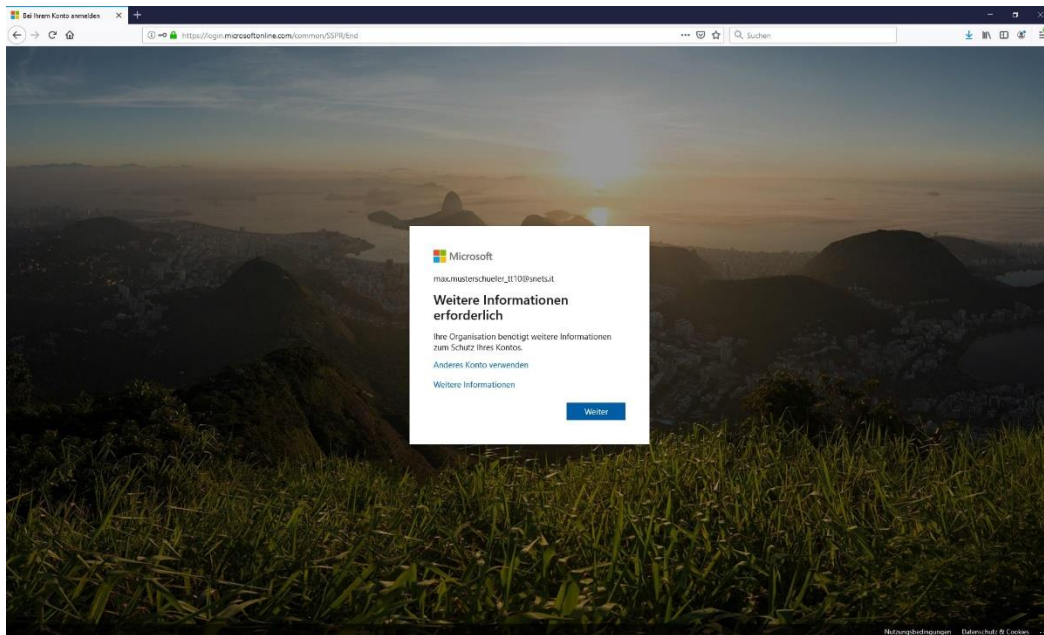 Bei Ihrem Konto anmelden
https://login.microsoftonline.com/common/SSPR/End
Suchen
Microsoft
max.musterschueler_tt10@snets.it
Weitere Informationen
erforderlich
Ihre Organisation benötigt weitere Informationen
zum Schutz Ihres Kontos.
Anderes Konto verwenden
Weitere Informationen
Weiter
Nutzungsbedingungen Datenschutz & Cookies